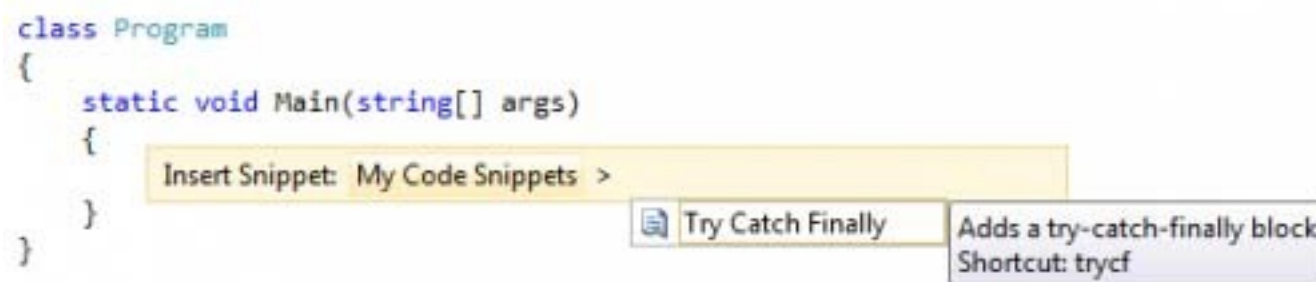 class Program
{
static void Main(string[] args)
{
Insert Snippet: My Code Snippets >
}
Try Catch Finally
Adds a try-catch-finally block
Shortcut: trycf
}